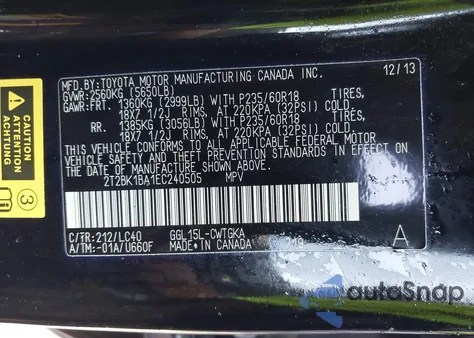 MFD. BY: TOYOTA MOTOR MANUFACTURING CANADA INC. 12/13
GVWR: 2560KG (5650LB)
GAWR: FRT. 1360KG (2999LB) WITH P235/60R18 TIRES,
18X7 1/2J RIMS, AT 220KPA (32PSI) COLD.
RR. 1385KG (3056LB) WITH P235/60R18 TIRES,
18X7 1/2J RIMS, AT 220KPA (32PSI) COLD.
THIS VEHICLE CONFORMS TO ALL APPLICABLE FEDERAL MOTOR
VEHICLE SAFETY AND THEFT PREVENTION STANDARDS IN EFFECT ON
THE DATE OF MANUFACTURE SHOWN ABOVE.
2T2BK1BA1EC240505 MPV
C/TR: 212/LC40 GGL15L-CWTGKA
A/TM: -01A/U660F MADE IN CANADA
A
CAUTION
ATTENTION
ACHTUNG
autoSnap